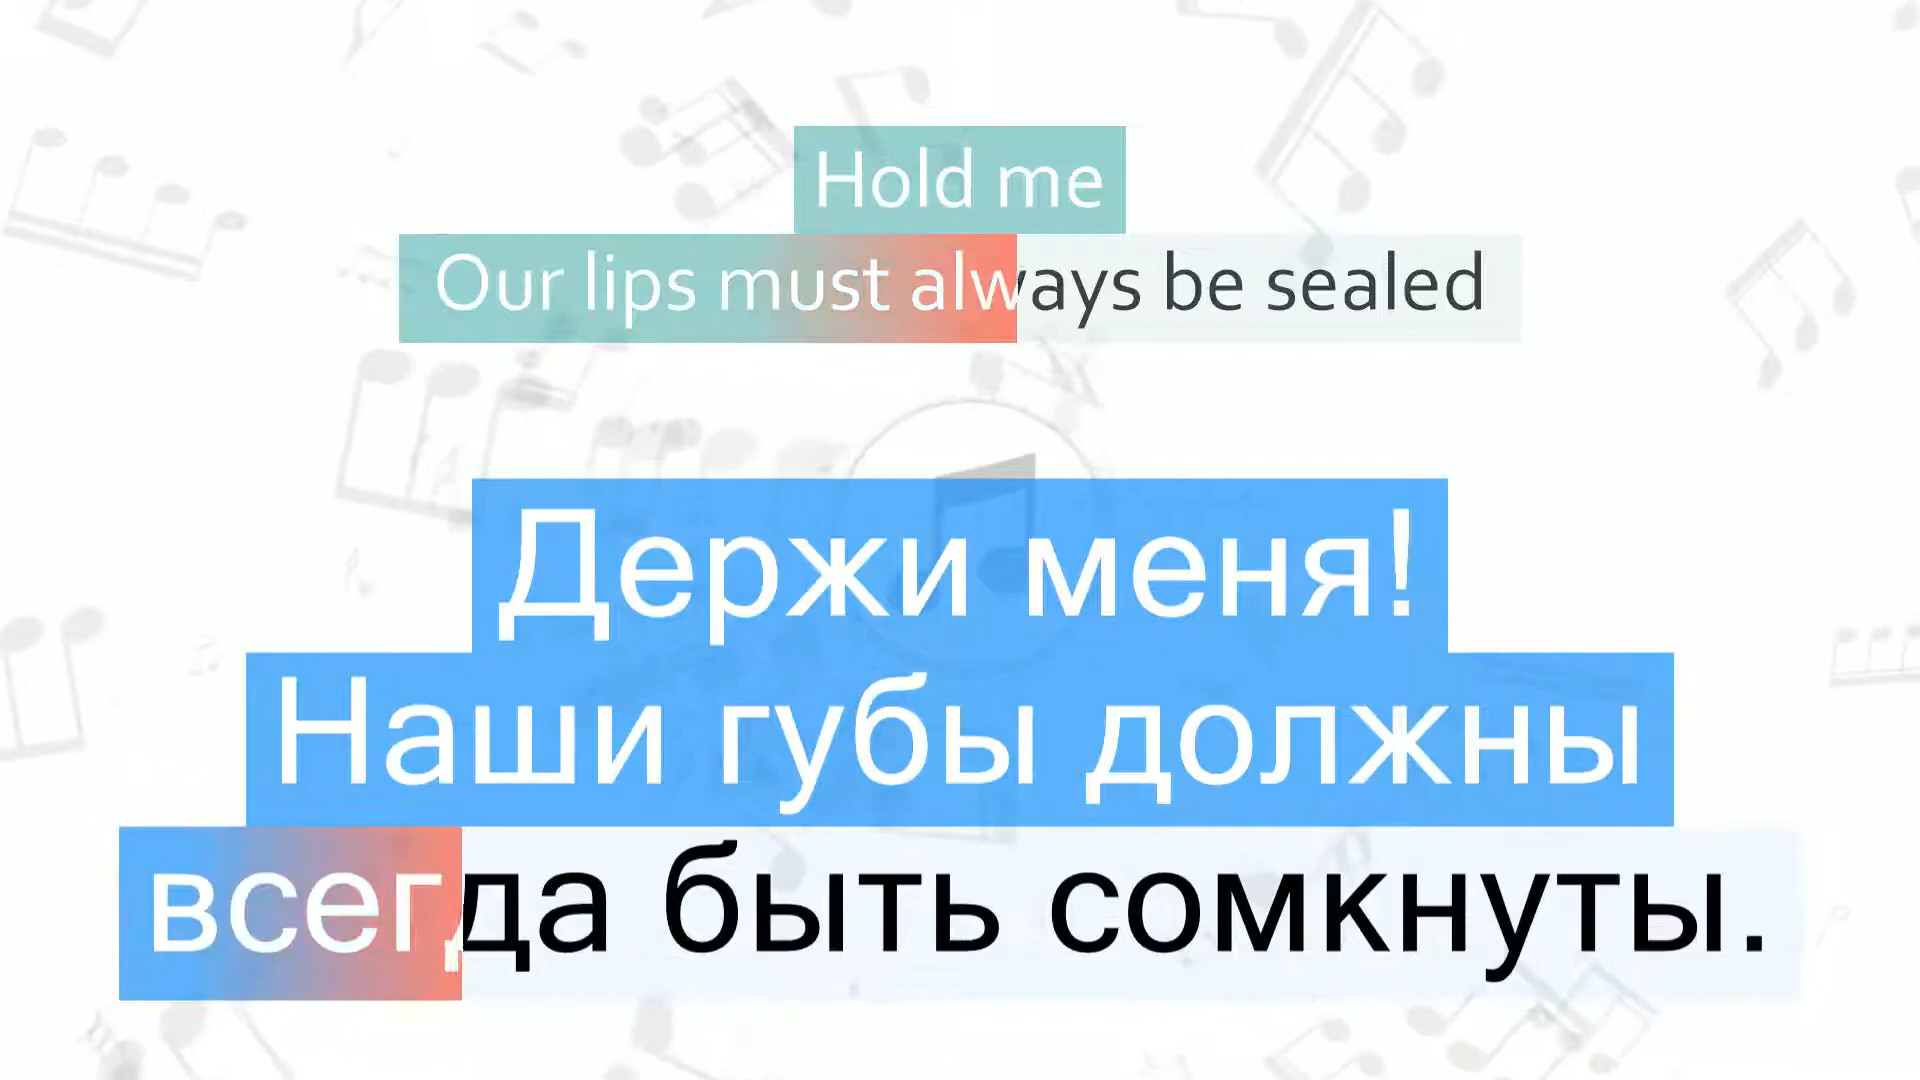 Hold me
Our lips must always be sealed
Держи меня!
Наши губы должны
всегда быть сомкнуты.